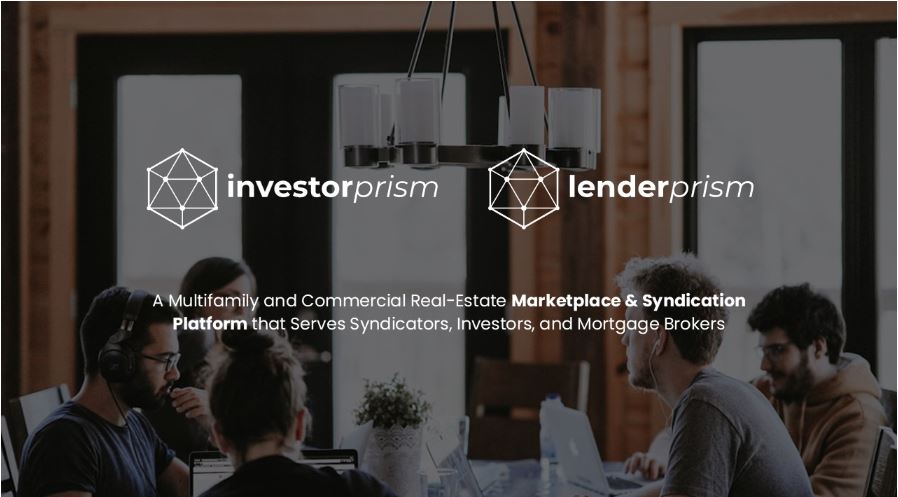 investorprism
lenderprism
A Multifamily and Commercial Real-Estate Marketplace & Syndication
Platform that Serves Syndicators, Investors, and Mortgage Brokers